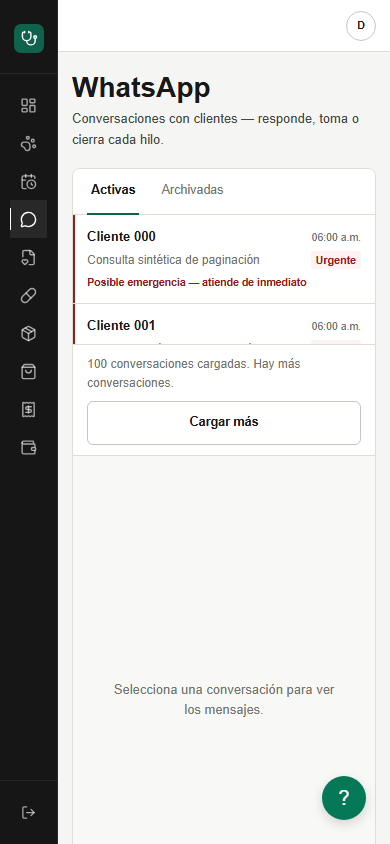 D
WhatsApp
Conversaciones con clientes — responde, toma o
cierra cada hilo.
Activas
Archivadas
Cliente 000
06:00 a.m.
Consulta sintética de paginación
Urgente
Posible emergencia — atiende de inmediato
Cliente 001
06:00 a.m.
100 conversaciones cargadas. Hay más
conversaciones.
Cargar más
Selecciona una conversación para ver
los mensajes.
?